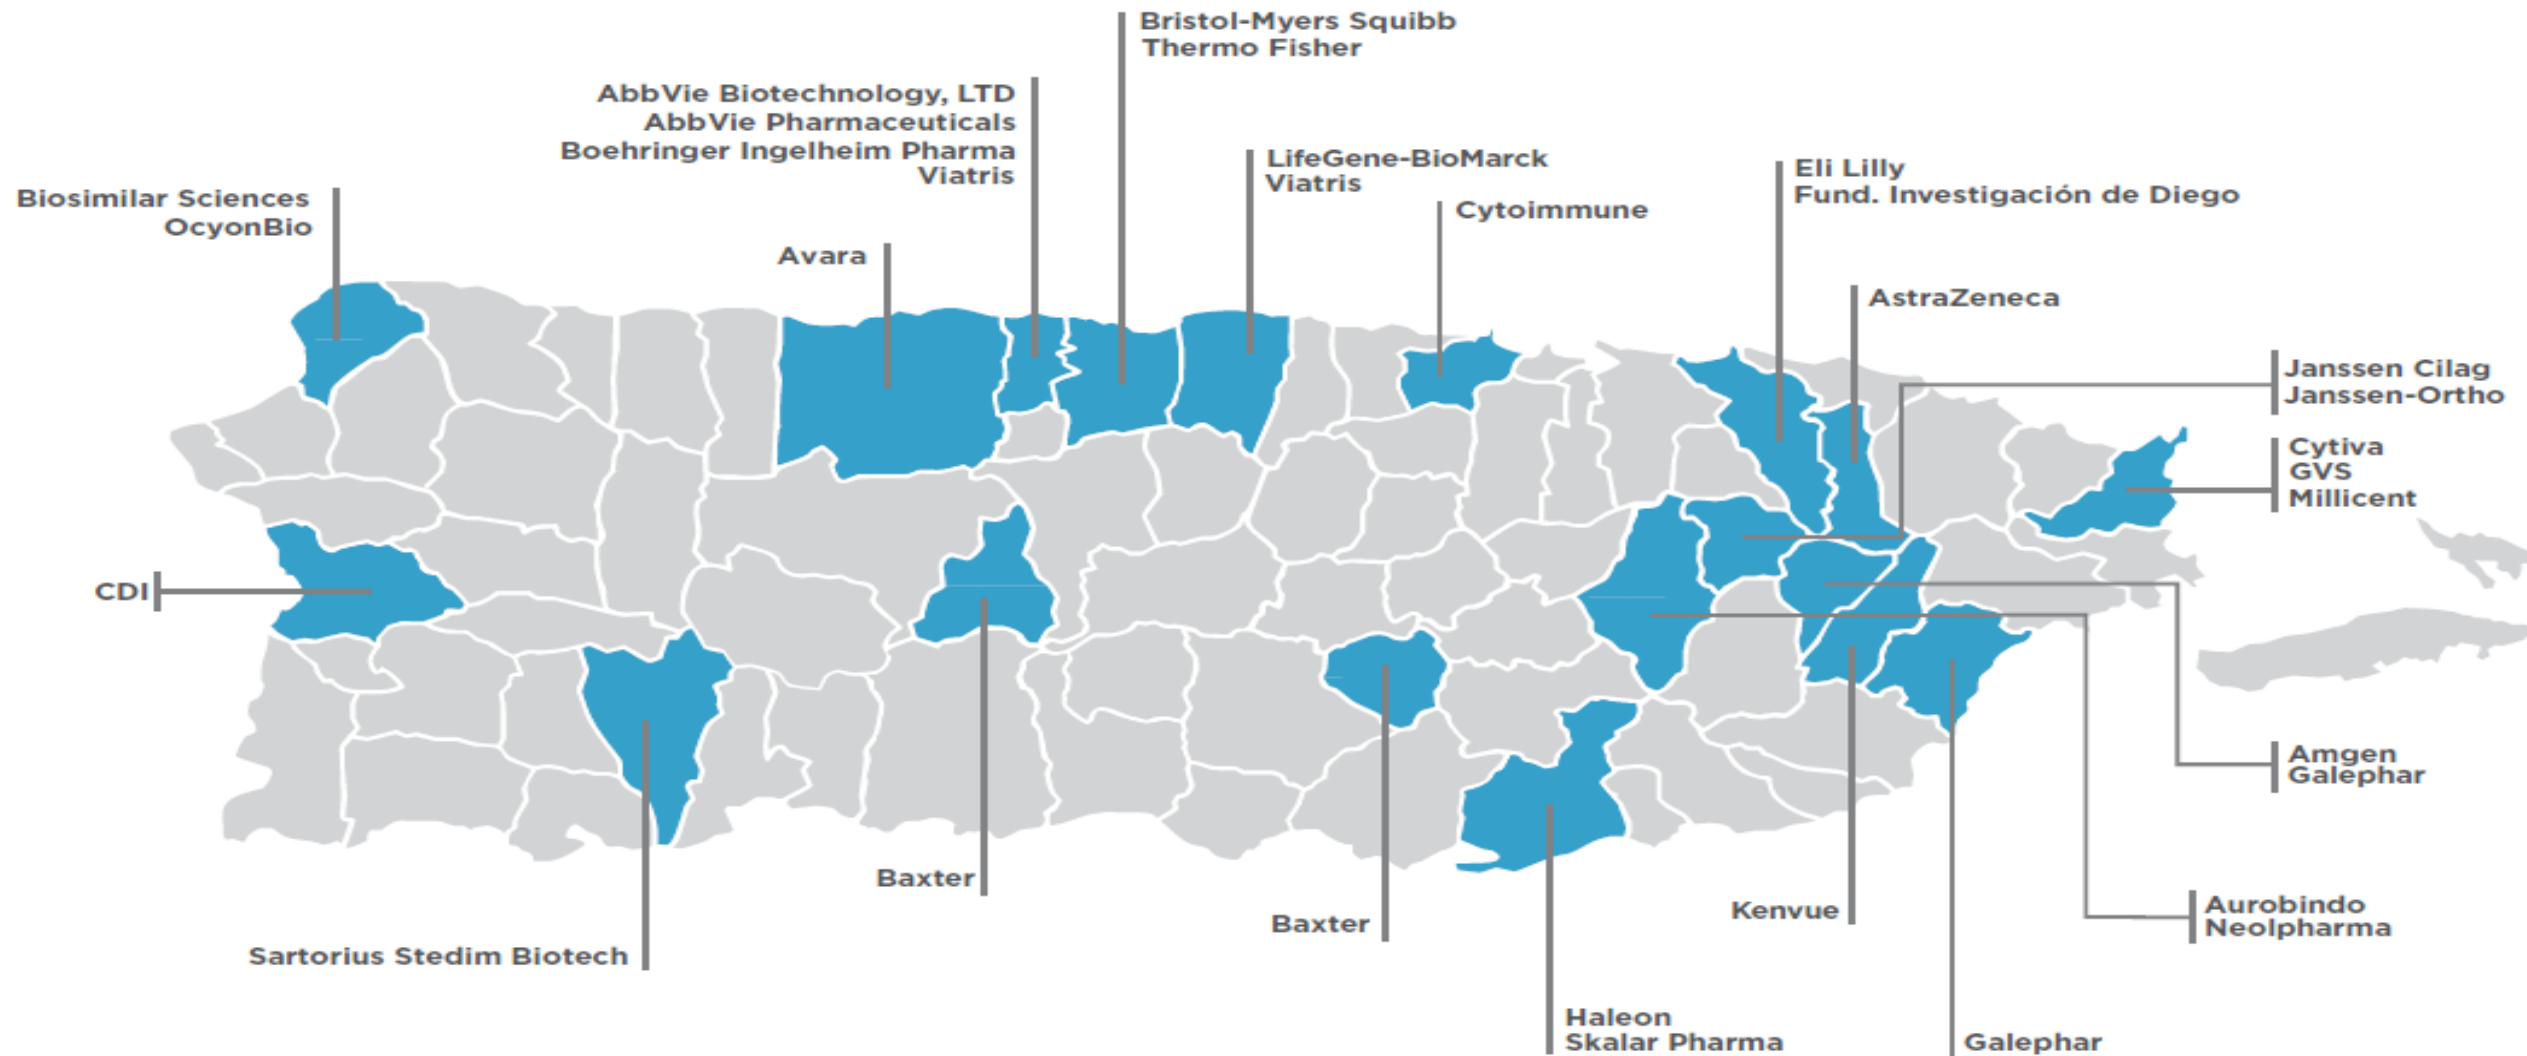 Bristol-Myers Squibb
Thermo Fisher
AbbVie Biotechnology, LTD
AbbVie Pharmaceuticals
Boehringer Ingelheim Pharma
Viatris
LifeGene-BioMarck
Viatris
Eli Lilly
Fund. Investigación de Diego
Biosimilar Sciences
OcyonBio
Cytoimmune
Avara
AstraZeneca
Janssen Cilag
Janssen-Ortho
Cytiva
GVS
Millicent
CDI
Amgen
Galephar
Baxter
Aurobindo
Neolpharma
Kenvue
Baxter
Sartorius Stedim Biotech
Haleon
Skalar Pharma
Galephar